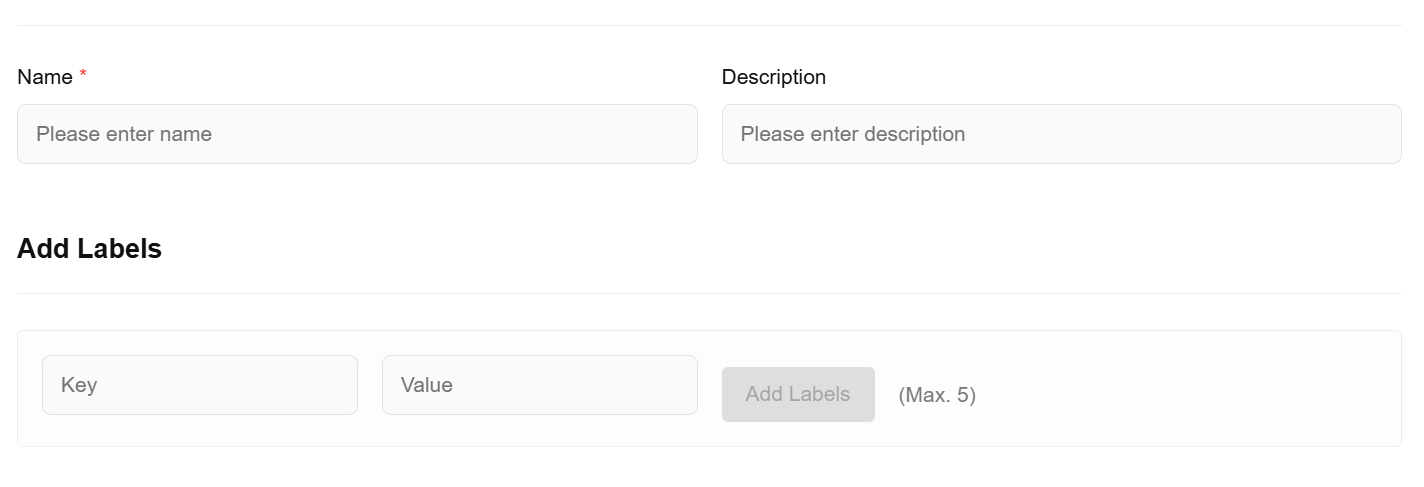 Name * Description
Please enter name Please enter description
Add Labels
Key Value Add Labels (Max. 5)